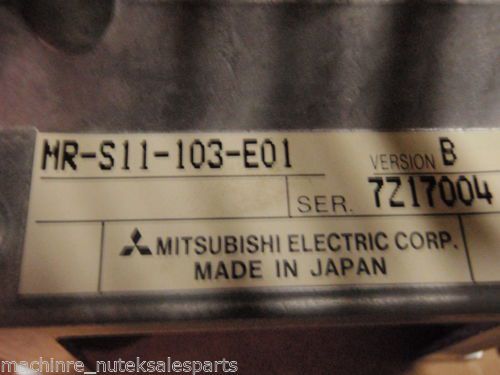 MR-S11-103-E01 VERSION B
SER. 7Z17004
MITSUBISHI ELECTRIC CORP.
MADE IN JAPAN
machinre_nuteksalesparts